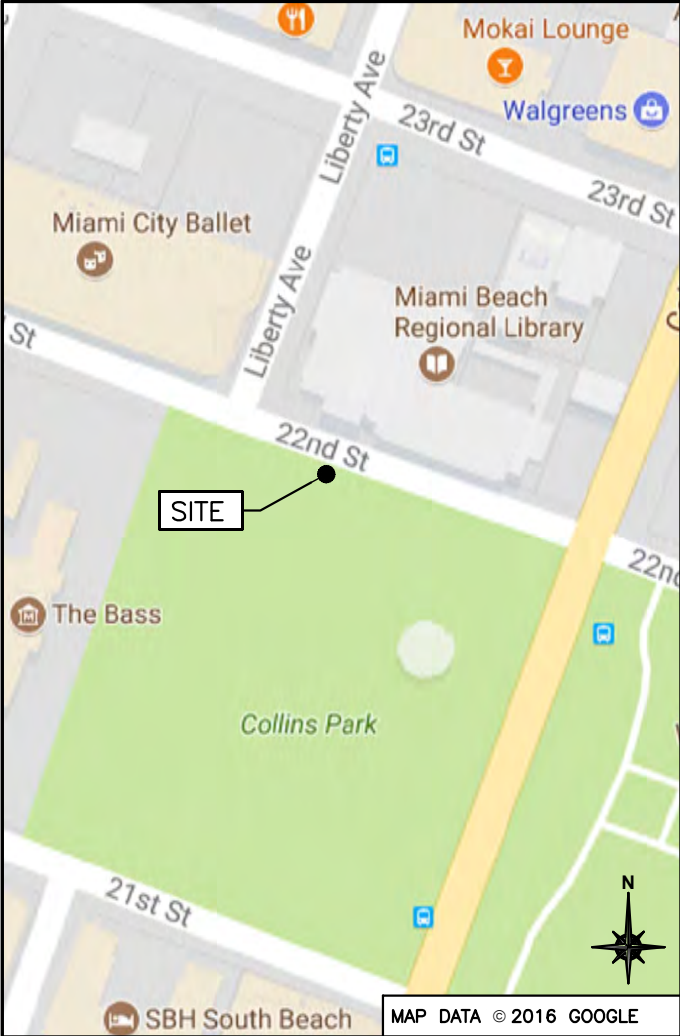 Mokai Lounge
Walgreens
Liberty Ave
23rd St
23rd St
Miami City Ballet
Liberty Ave
Miami Beach
Regional Library
St
22nd St
SITE
22nd
The Bass
Collins Park
21st St
N
SBH South Beach
MAP DATA © 2016 GOOGLE